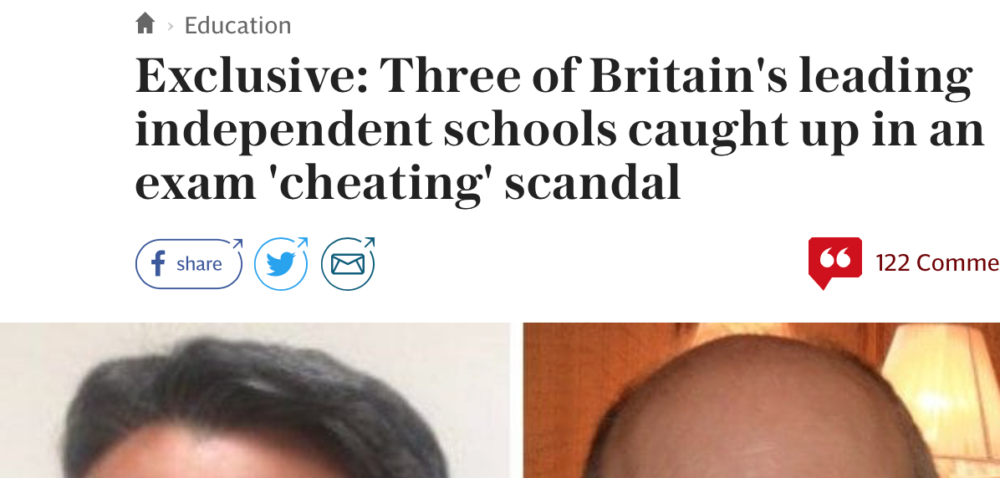 Education
Exclusive: Three of Britain's leading
independent schools caught up in an
exam 'cheating' scandal
share
122 Comme